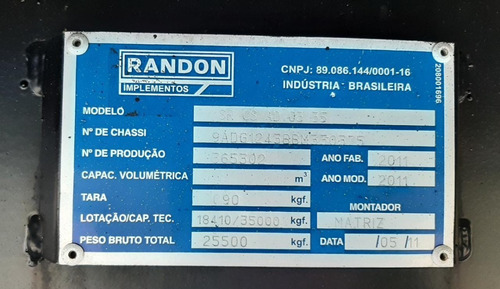 RANDON
IMPLEMENTOS
CNPJ: 89.086.144/0001-16
INDÚSTRIA BRASILEIRA
208001696
MODELO
Nº DE CHASSI
Nº DE PRODUÇÃO
ANO FAB. 2011
CAPAC. VOLUMÉTRICA m³
ANO MOD. 2011
TARA kgf.
MONTADOR
LOTAÇÃO/CAP. TEC. 18410/35000 kgf.
MATRIZ
PESO BRUTO TOTAL 25500 kgf.
DATA /05/11